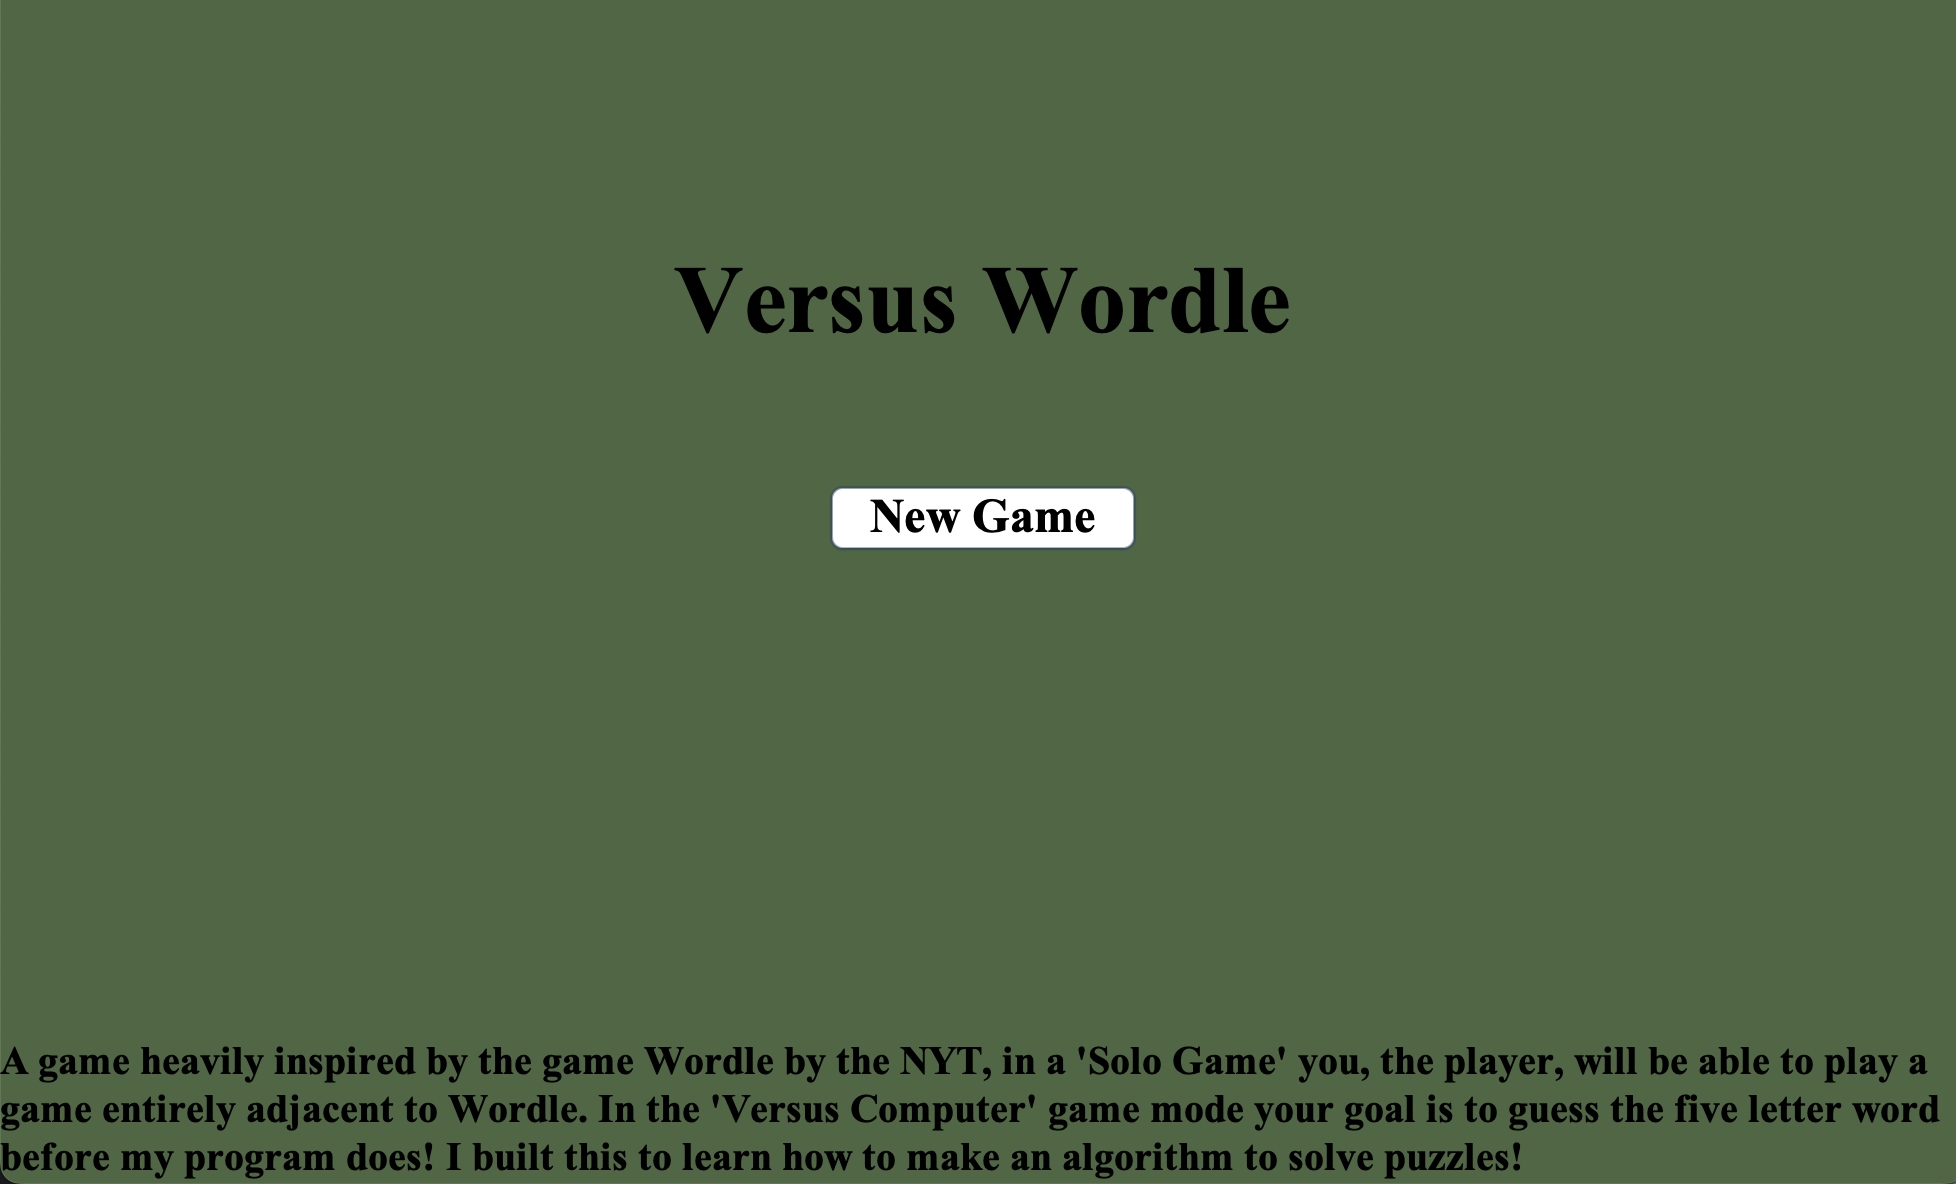 Versus Wordle
New Game
A game heavily inspired by the game Wordle by the NYT, in a 'Solo Game' you, the player, will be able to play a
game entirely adjacent to Wordle. In the 'Versus Computer' game mode your goal is to guess the five letter word
before my program does! I built this to learn how to make an algorithm to solve puzzles!